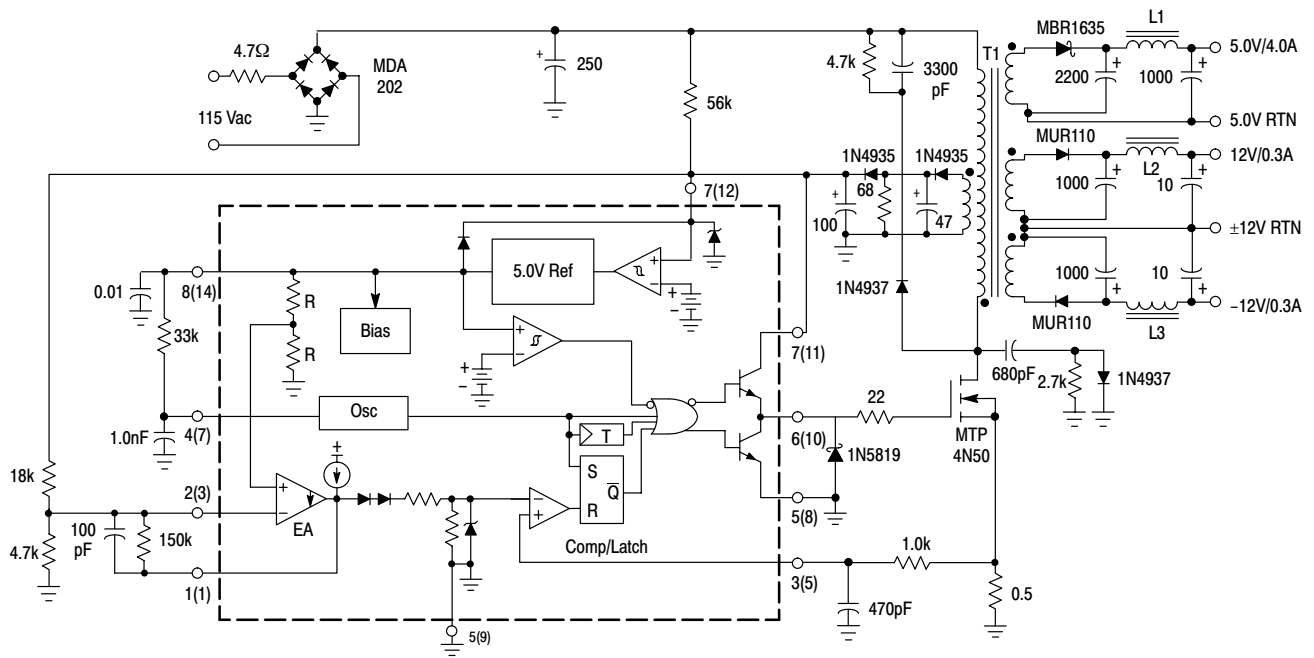 4.7Ω
MDA
202
115 Vac
+
250
56k
4.7k
3300
pF
T1
MBR1635
L1
5.0V/4.0A
+
2200
+
1000
5.0V RTN
MUR110
12V/0.3A
L2
+
1000
+
10
±12V RTN
1000
+
10
+
MUR110
L3
−12V/0.3A
1N4935
1N4935
68
+
100
+
47
1N4937
7(12)
0.01
8(14)
33k
R
R
Bias
5.0V Ref
+
−
+
−
+
−
+
−
7(11)
680pF
2.7k
1N4937
Osc
4(7)
1.0nF
T
S
Q
R
6(10)
22
1N5819
MTP
4N50
5(8)
18k
2(3)
+
+
−
EA
100
pF
150k
4.7k
1(1)
−
+
Comp/Latch
3(5)
1.0k
470pF
0.5
5(9)